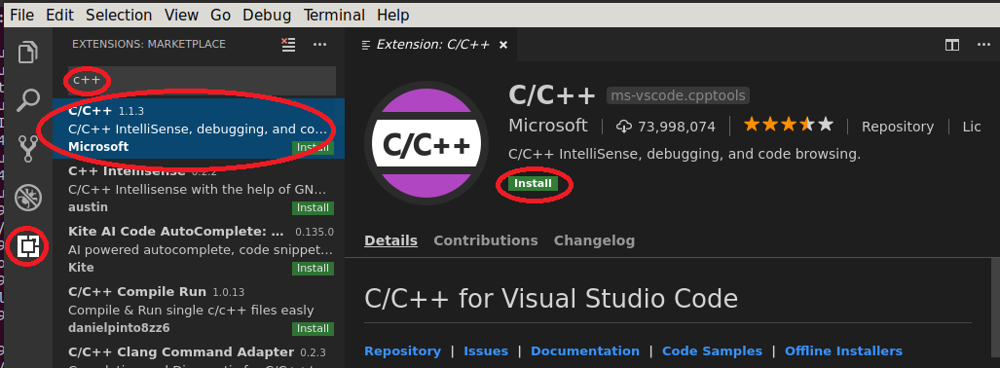 File Edit Selection View Go Debug Terminal Help
EXTENSIONS: MARKETPLACE
c++
C/C++ 1.1.3
C/C++ IntelliSense, debugging, and co...
Microsoft Install
C++ Intellisense 0.2.2
C/C++ Intellisense with the help of GN...
austin Install
Kite AI Code AutoComplete: ... 0.135.0
AI powered autocomplete, code snippet...
Kite Install
C/C++ Compile Run 1.0.13
Compile & Run single c/c++ files easily
danielpinto8zz6 Install
C/C++ Clang Command Adapter 0.2.3
Extension: C/C++ ×
C/C++
C/C++ ms-vscode.cpptools
Microsoft 73,998,074 Repository Lic
C/C++ IntelliSense, debugging, and code browsing.
Install
Details Contributions Changelog
C/C++ for Visual Studio Code
Repository | Issues | Documentation | Code Samples | Offline Installers